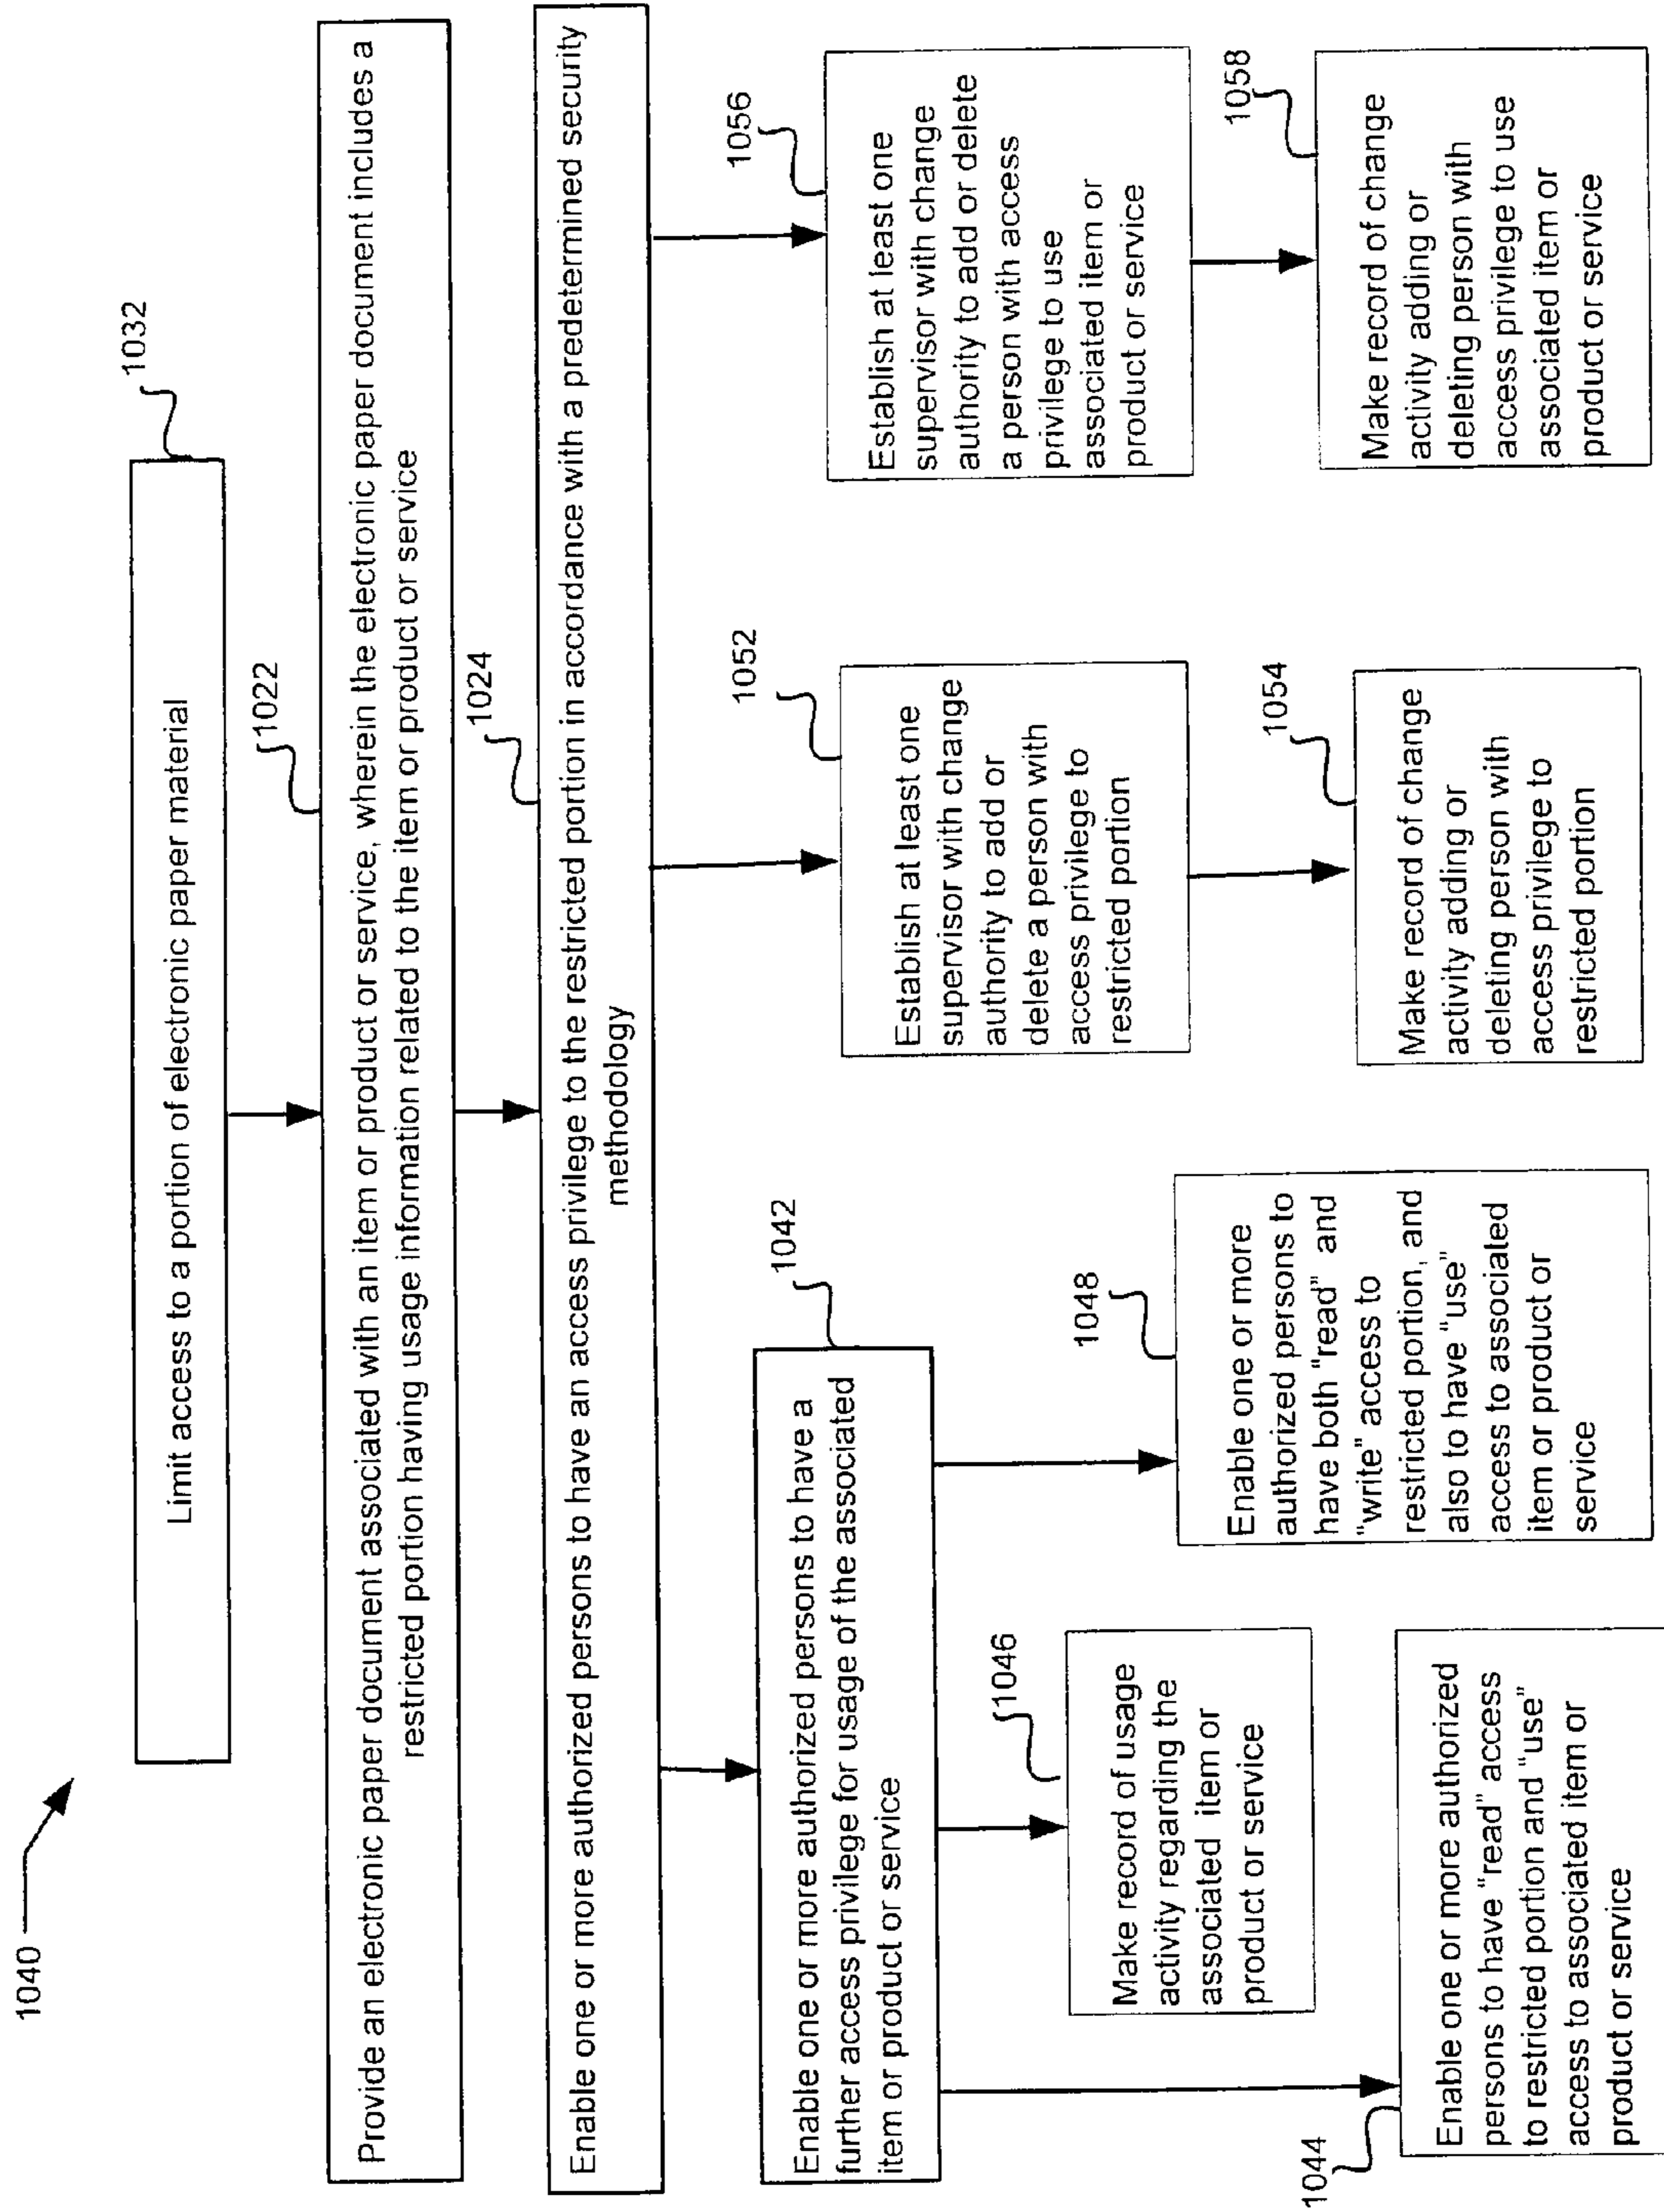 1040
1032
Limit access to a portion of electronic paper material
1022
Provide an electronic paper document associated with an item or product or service, wherein the electronic paper document includes a
restricted portion having usage information related to the item or product or service
1024
Enable one or more authorized persons to have an access privilege to the restricted portion in accordance with a predetermined security
methodology
1042
Enable one or more authorized persons to have a
further access privilege for usage of the associated
item or product or service
1052
Establish at least one
supervisor with change
authority to add or
delete a person with
access privilege to
restricted portion
1056
Establish at least one
supervisor with change
authority to add or delete
a person with access
privilege to use
associated item or
product or service
1044
Enable one or more authorized
persons to have "read" access
to restricted portion and "use"
access to associated item or
product or service
1046
Make record of usage
activity regarding the
associated item or
product or service
1048
Enable one or more
authorized persons to
have both "read" and
"write" access to
restricted portion, and
also to have "use"
access to associated
item or product or
service
1054
Make record of change
activity adding or
deleting person with
access privilege to
restricted portion
1058
Make record of change
activity adding or
deleting person with
access privilege to use
associated item or
product or service